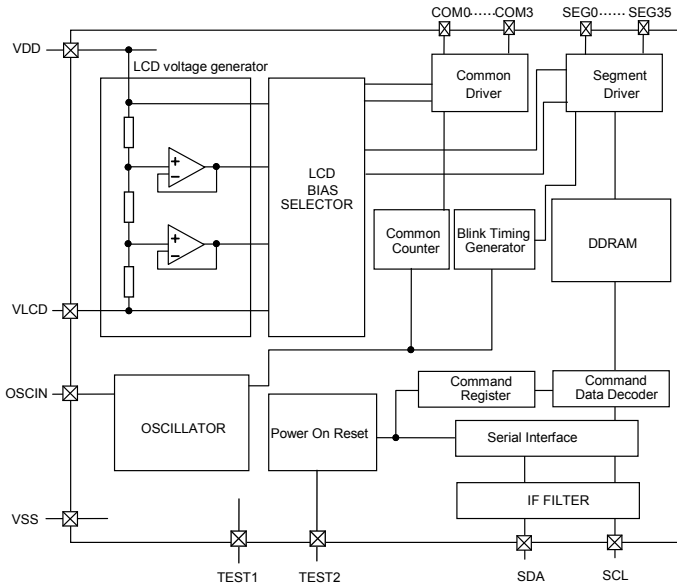 COM0……COM3
SEG0……SEG35
VDD
LCD voltage generator
Common
Driver
Segment
Driver
+
−
LCD
BIAS
SELECTOR
Common
Counter
Blink Timing
Generator
DDRAM
+
−
VLCD
OSCIN
OSCILLATOR
Power On Reset
Command
Register
Command
Data Decoder
Serial Interface
IF FILTER
VSS
TEST1
TEST2
SDA
SCL